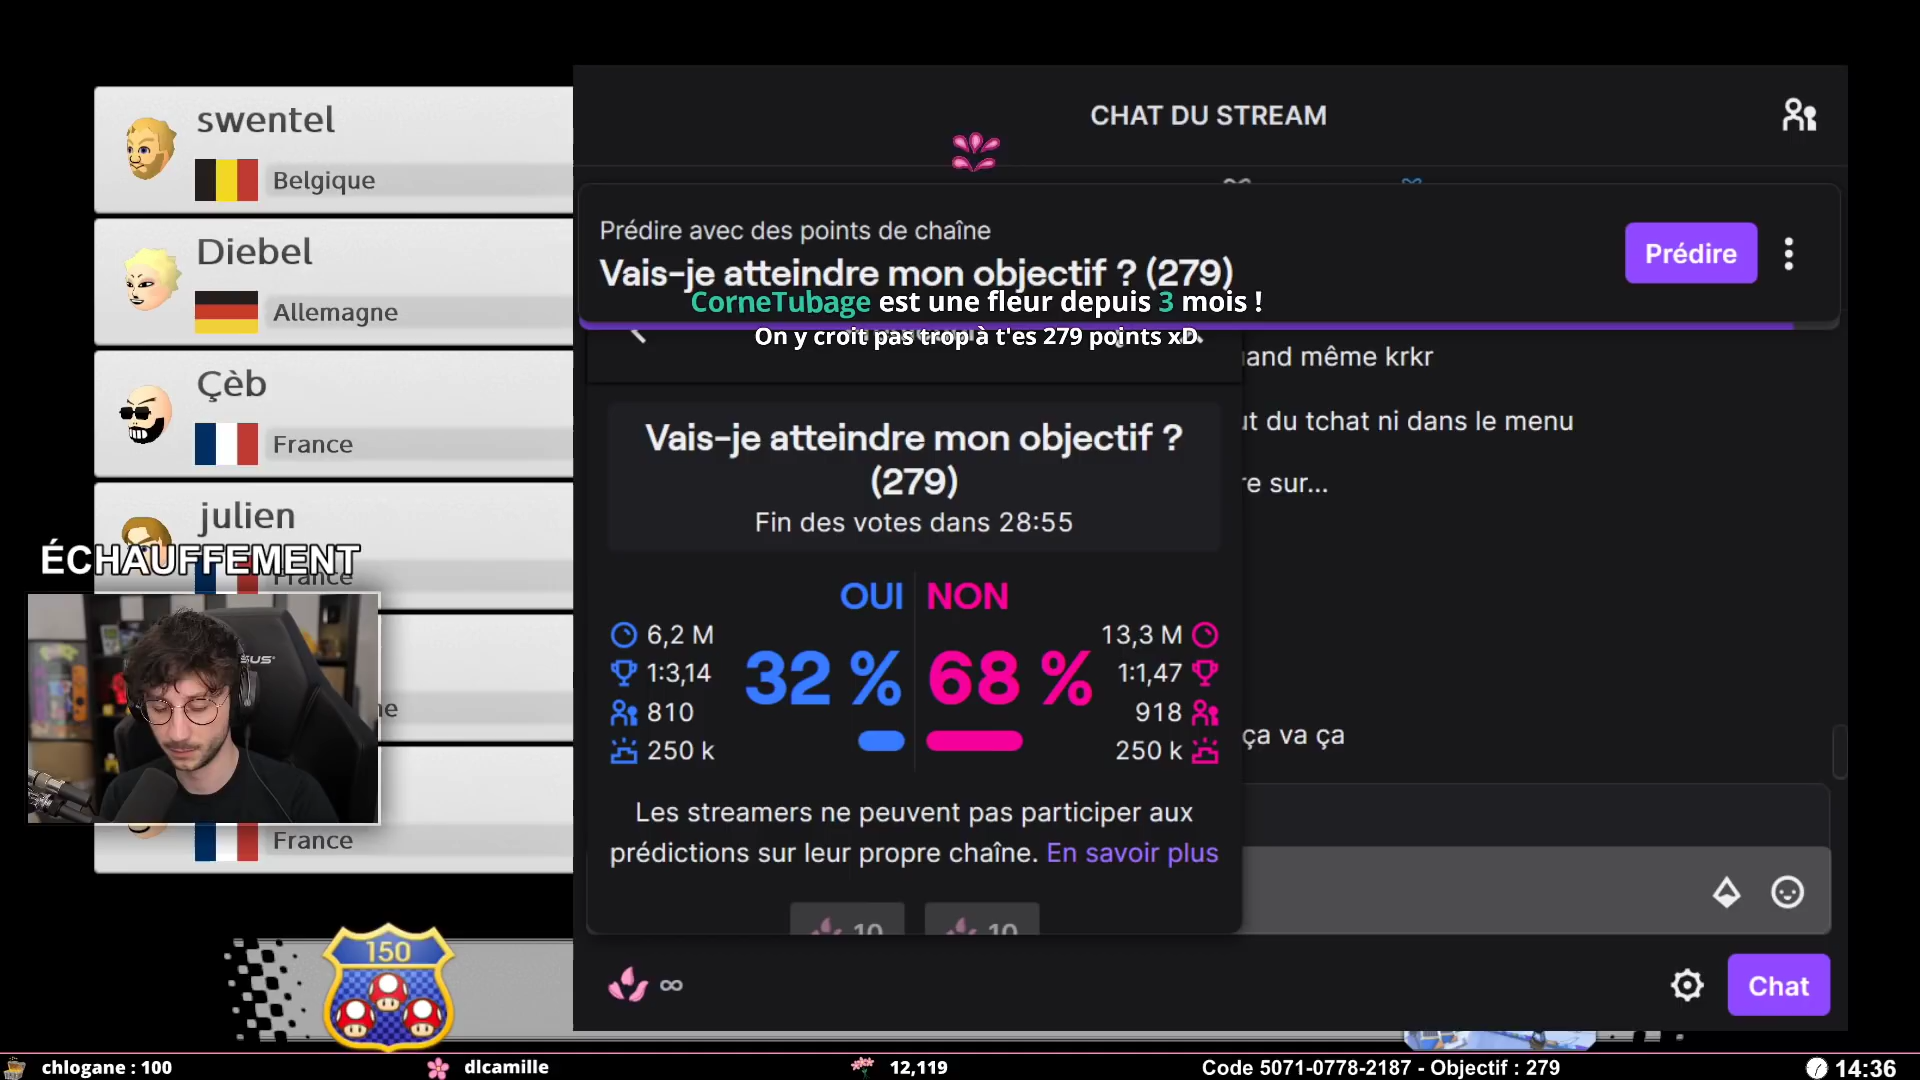 swentel
Belgique
Diebel
Allemagne
Çèb
France
julien
France
ÉCHAUFFEMENT
France
150
CHAT DU STREAM
Prédire avec des points de chaîne
Vais-je atteindre mon objectif ? (279)
Prédire
CorneTubage est une fleur depuis 3 mois !
On y croit pas trop à t'es 279 points xD
and même krkr
ut du tchat ni dans le menu
re sur...
ça va ça
Vais-je atteindre mon objectif ?
(279)
Fin des votes dans 28:55
OUI NON
6,2 M
1:3,14
810
250 k
32 %
68 %
13,3 M
1:1,47
918
250 k
Les streamers ne peuvent pas participer aux
prédictions sur leur propre chaîne. En savoir plus
10 10
∞
Chat
chlogane : 100
dlcamille
12,119
Code 5071-0778-2187 - Objectif : 279
14:36